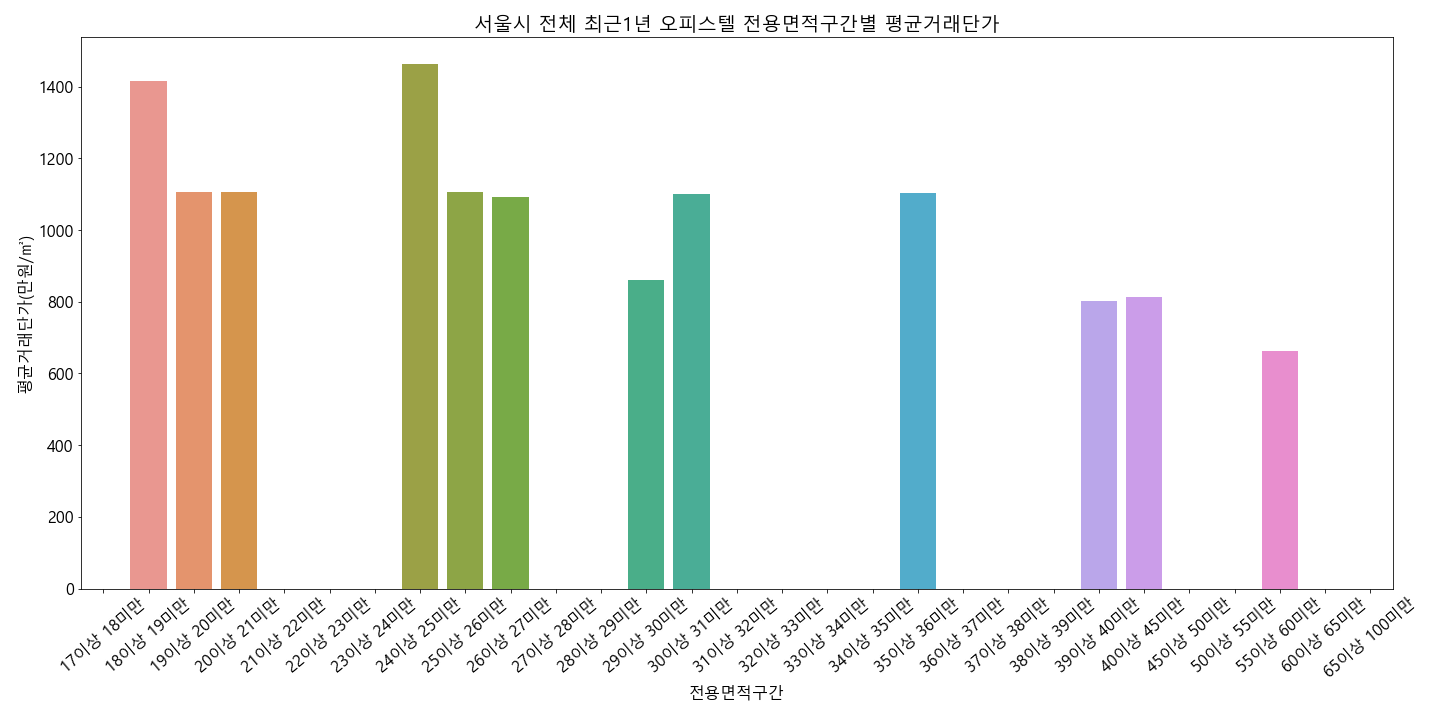 서울시 전체 최근1년 오피스텔 전용면적구간별 평균거래단가
평균거래단가(만원/㎡)
1400
1200
1000
800
600
400
200
0
17이상 18미만
18이상 19미만
19이상 20미만
20이상 21미만
21이상 22미만
22이상 23미만
23이상 24미만
24이상 25미만
25이상 26미만
26이상 27미만
27이상 28미만
28이상 29미만
29이상 30미만
30이상 31미만
31이상 32미만
32이상 33미만
33이상 34미만
34이상 35미만
35이상 36미만
36이상 37미만
37이상 38미만
38이상 39미만
39이상 40미만
40이상 45미만
45이상 50미만
50이상 55미만
55이상 60미만
60이상 65미만
65이상 100미만
전용면적구간